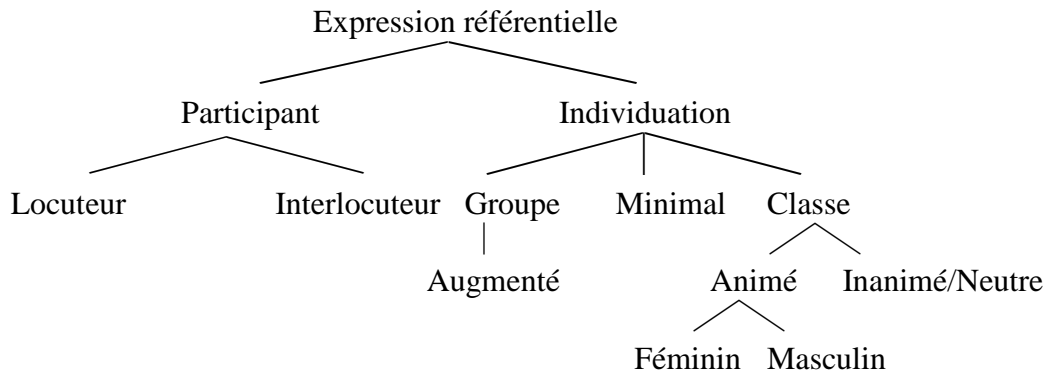 Expression référentielle
Participant Individuation
Locuteur Interlocuteur Groupe Minimal Classe
Augmenté Animé Inanimé/Neutre
Féminin Masculin